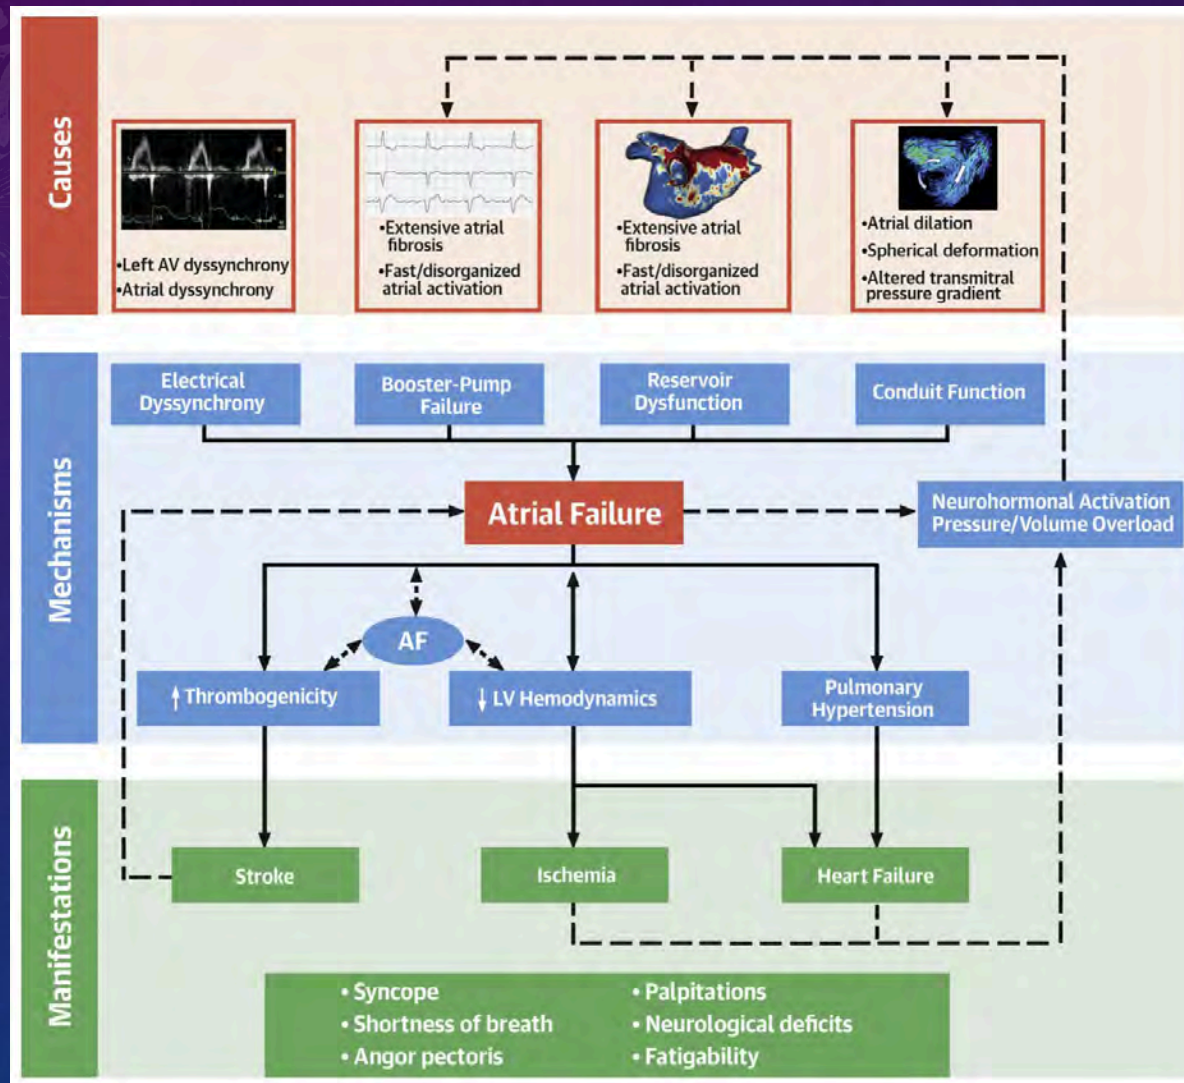 Causes
•Left AV dyssynchrony
•Atrial dyssynchrony
•Extensive atrial
fibrosis
•Fast/disorganized
atrial activation
•Extensive atrial
fibrosis
•Fast/disorganized
atrial activation
•Atrial dilation
•Spherical deformation
•Altered transmitral
pressure gradient
Mechanisms
Electrical
Dyssynchrony
Booster-Pump
Failure
Reservoir
Dysfunction
Conduit Function
Atrial Failure
Neurohormonal Activation
Pressure/Volume Overload
AF
↑ Thrombogenicity
↓ LV Hemodynamics
Pulmonary
Hypertension
Manifestations
Stroke
Ischemia
Heart Failure
• Syncope
• Shortness of breath
• Angor pectoris
• Palpitations
• Neurological deficits
• Fatigability